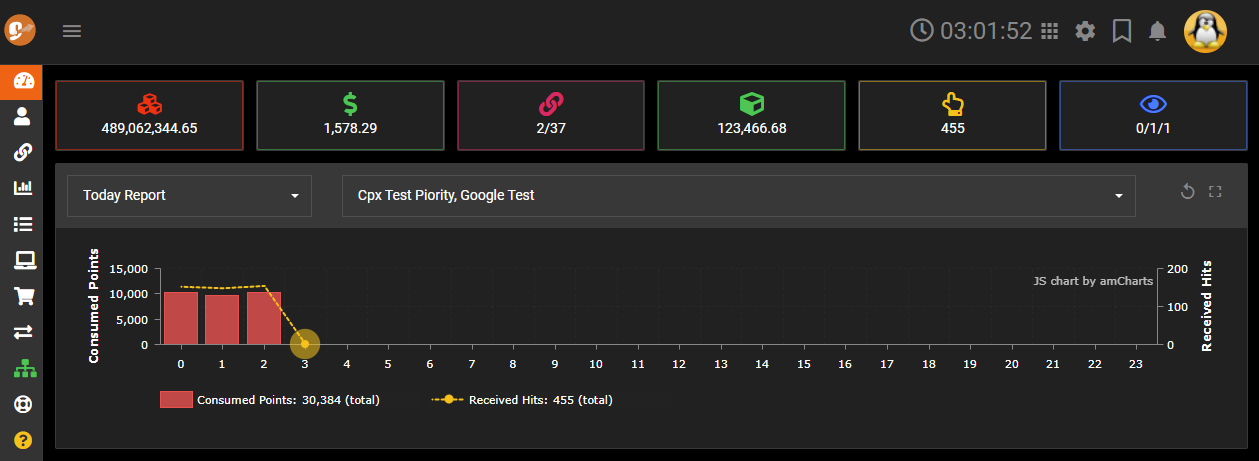 03:01:52
489,062,344.65
1,578.29
2/37
123,466.68
455
0/1/1
Today Report
Cpx Test Piority, Google Test
Consumed Points
15,000
10,000
5,000
0
JS chart by amCharts
200
100
0
Received Hits
0 1 2 3 4 5 6 7 8 9 10 11 12 13 14 15 16 17 18 19 20 21 22 23
Consumed Points: 30,384 (total)
Received Hits: 455 (total)